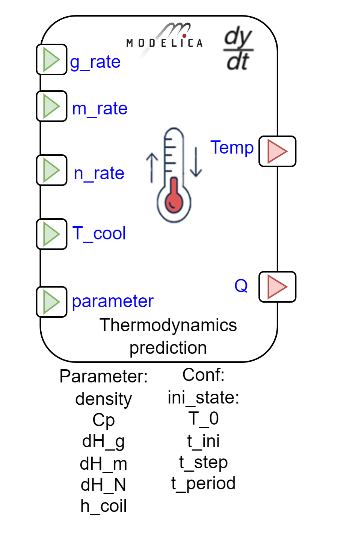 MODELICA
dy
dt
g_rate
m_rate
n_rate
T_cool
parameter
Temp
Q
Thermodynamics
prediction
Parameter:
density
Cp
dH_g
dH_m
dH_N
h_coil
Conf:
ini_state:
T_0
t_ini
t_step
t_period